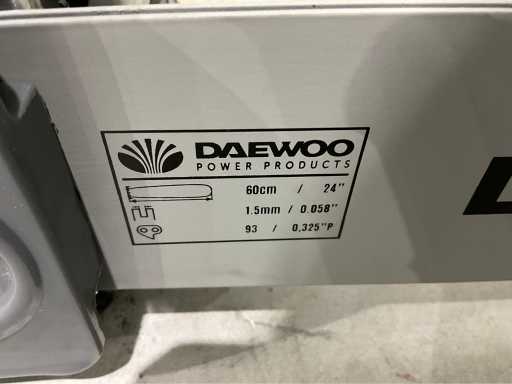 DAEWOO
POWER PRODUCTS
60cm / 24"
1.5mm / 0.058"
93 / 0,325"P